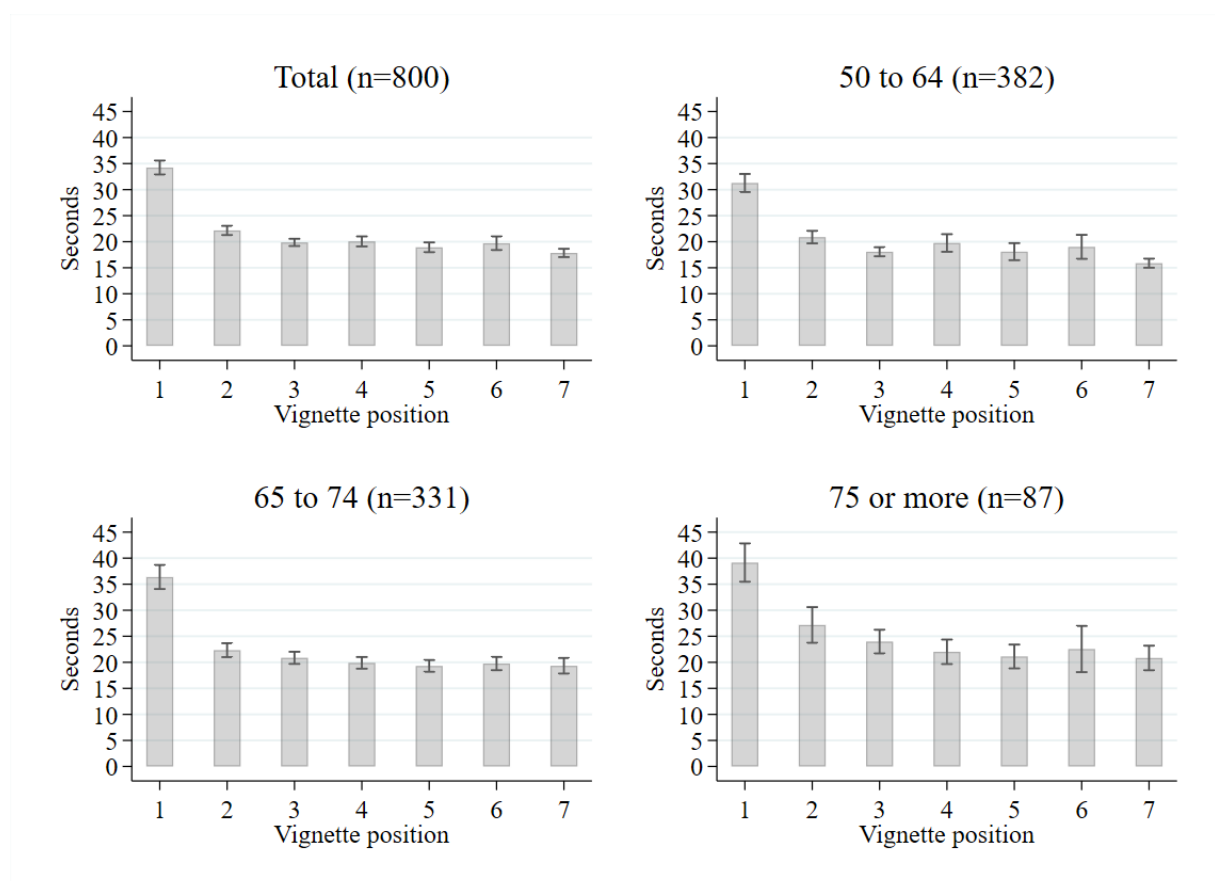 Total (n=800)
45
40
35
30
25
20
15
10
5
0
Seconds
1 2 3 4 5 6 7
Vignette position
50 to 64 (n=382)
45
40
35
30
25
20
15
10
5
0
Seconds
1 2 3 4 5 6 7
Vignette position
65 to 74 (n=331)
45
40
35
30
25
20
15
10
5
0
Seconds
1 2 3 4 5 6 7
Vignette position
75 or more (n=87)
45
40
35
30
25
20
15
10
5
0
Seconds
1 2 3 4 5 6 7
Vignette position